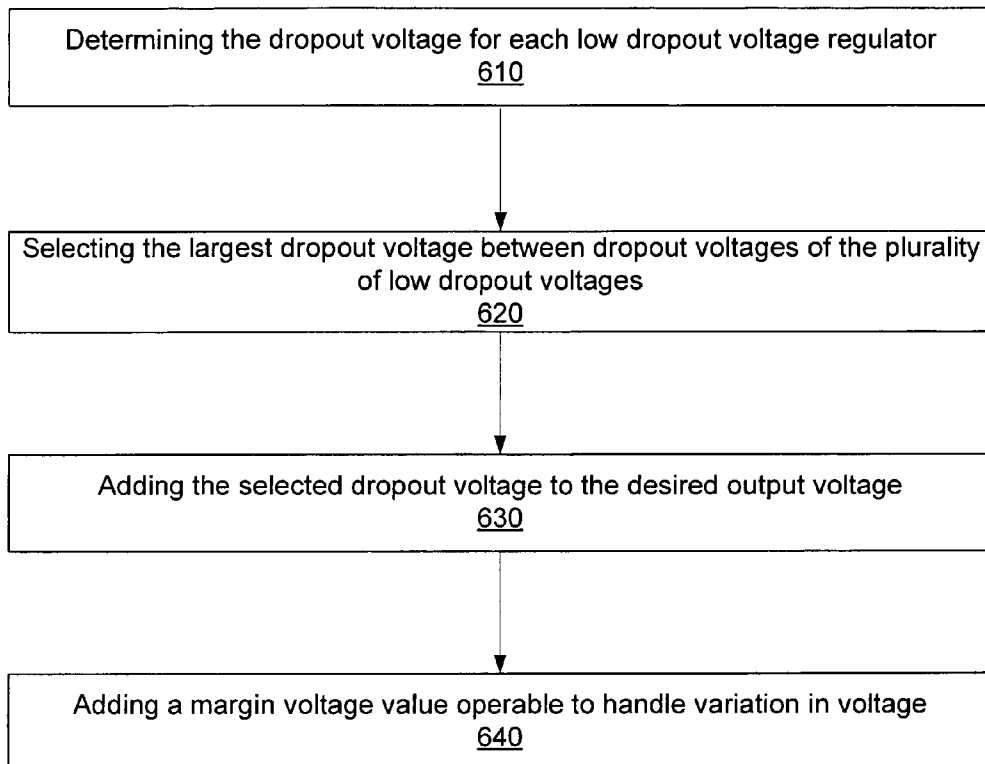 Determining the dropout voltage for each low dropout voltage regulator
610
Selecting the largest dropout voltage between dropout voltages of the plurality
of low dropout voltages
620
Adding the selected dropout voltage to the desired output voltage
630
Adding a margin voltage value operable to handle variation in voltage
640